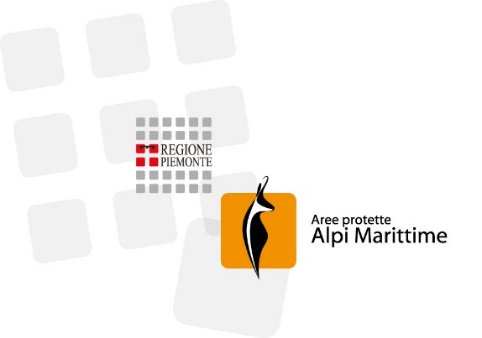 REGIONE
PIEMONTE
Aree protette
Alpi Marittime